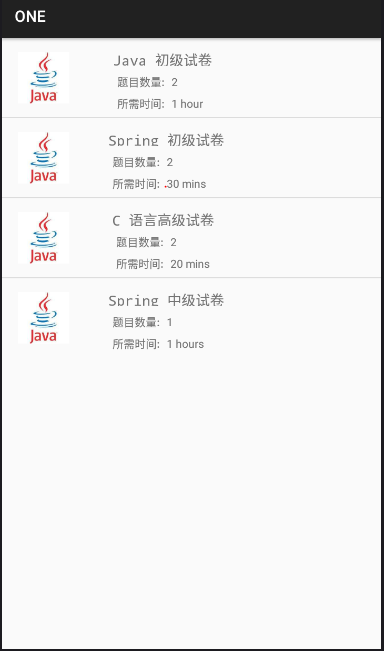 ONE
Java
Java 初级试卷
题目数量: 2
所需时间: 1 hour
Java
Spring 初级试卷
题目数量: 2
所需时间: 30 mins
Java
C 语言高级试卷
题目数量: 2
所需时间: 20 mins
Java
Spring 中级试卷
题目数量: 1
所需时间: 1 hours